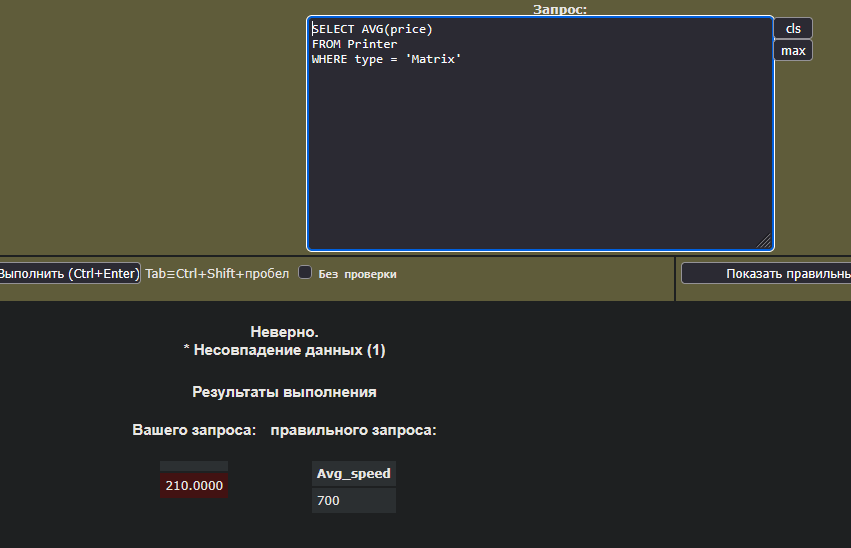 Запрос:
SELECT AVG(price)
FROM Printer
WHERE type = 'Matrix'
cls
max
Выполнить (Ctrl+Enter) Tab≡Ctrl+Shift+пробел Без проверки
Показать правильны
Неверно.
* Несовпадение данных (1)
Результаты выполнения
Вашего запроса: правильного запроса:
210.0000
Avg_speed
700